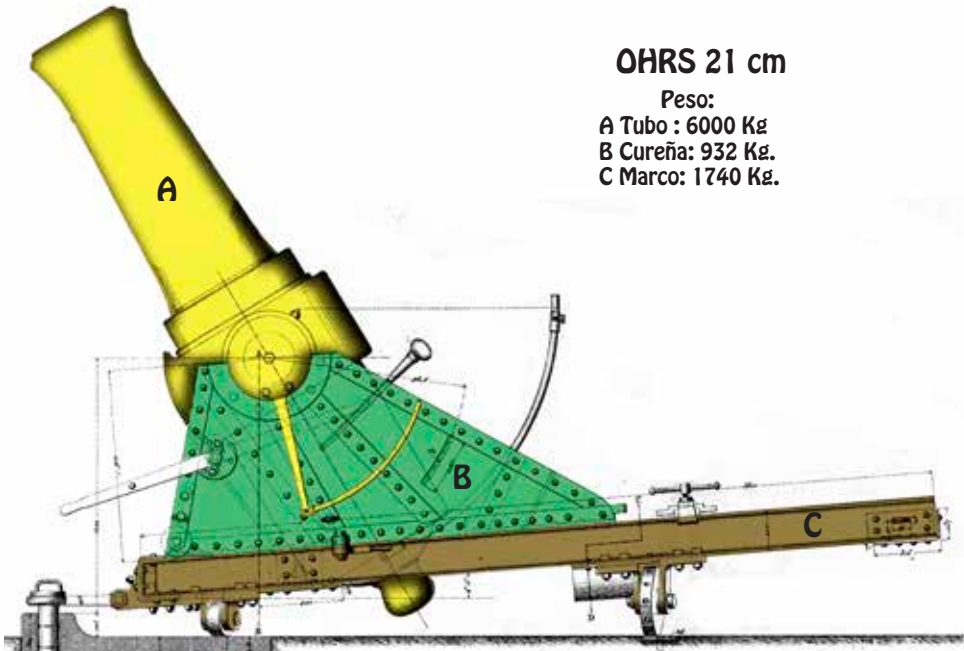 OHRS 21 cm
Peso:
A Tubo : 6000 Kg
B Cureña: 932 Kg.
C Marco: 1740 Kg.
A
B
C